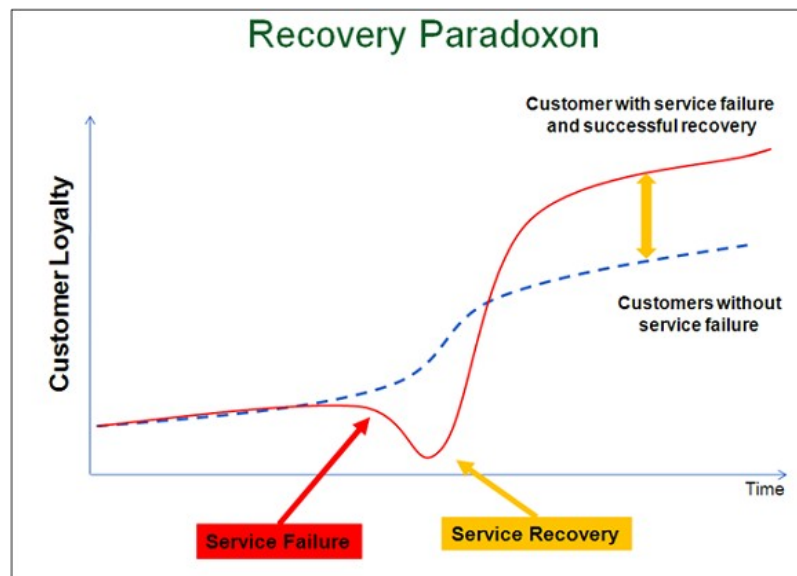 Recovery Paradoxon
Customer with service failure
and successful recovery
Customer Loyalty
Customers without
service failure
Time
Service Failure
Service Recovery